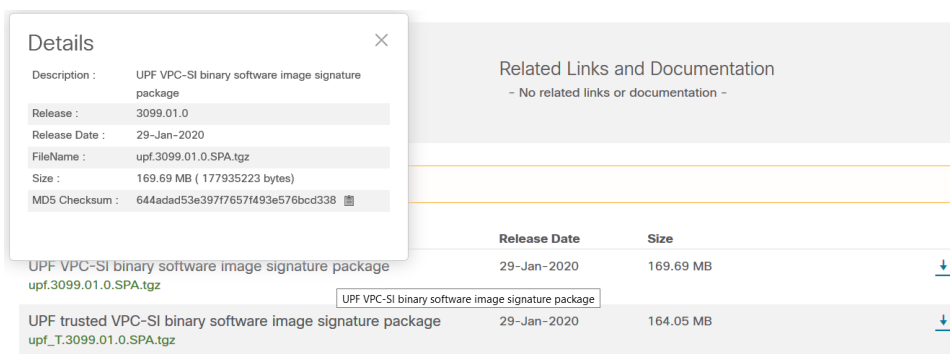 Details
Description : UPF VPC-SI binary software image signature
package
Release : 3099.01.0
Release Date : 29-Jan-2020
FileName : upf.3099.01.0.SPA.tgz
Size : 169.69 MB ( 177935223 bytes)
MD5 Checksum : 644adad53e397f7657f493e576bcd338
Related Links and Documentation
- No related links or documentation -
Release Date Size
UPF VPC-SI binary software image signature package 29-Jan-2020 169.69 MB
upf.3099.01.0.SPA.tgz
UPF VPC-SI binary software image signature package
UPF trusted VPC-SI binary software image signature package 29-Jan-2020 164.05 MB
upf_T.3099.01.0.SPA.tgz